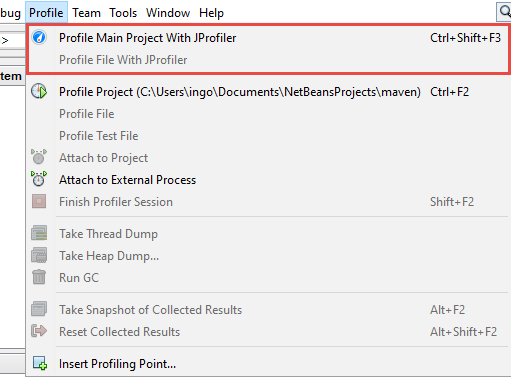 bug Profile Team Tools Window Help
>
Profile Main Project With JProfiler Ctrl+Shift+F3
Profile File With JProfiler
tem
Profile Project (C:\Users\ingo\Documents\NetBeansProjects\maven) Ctrl+F2
Profile File
Profile Test File
Attach to Project
Attach to External Process
Finish Profiler Session Shift+F2
Take Thread Dump
Take Heap Dump...
Run GC
Take Snapshot of Collected Results Alt+F2
Reset Collected Results Alt+Shift+F2
Insert Profiling Point...